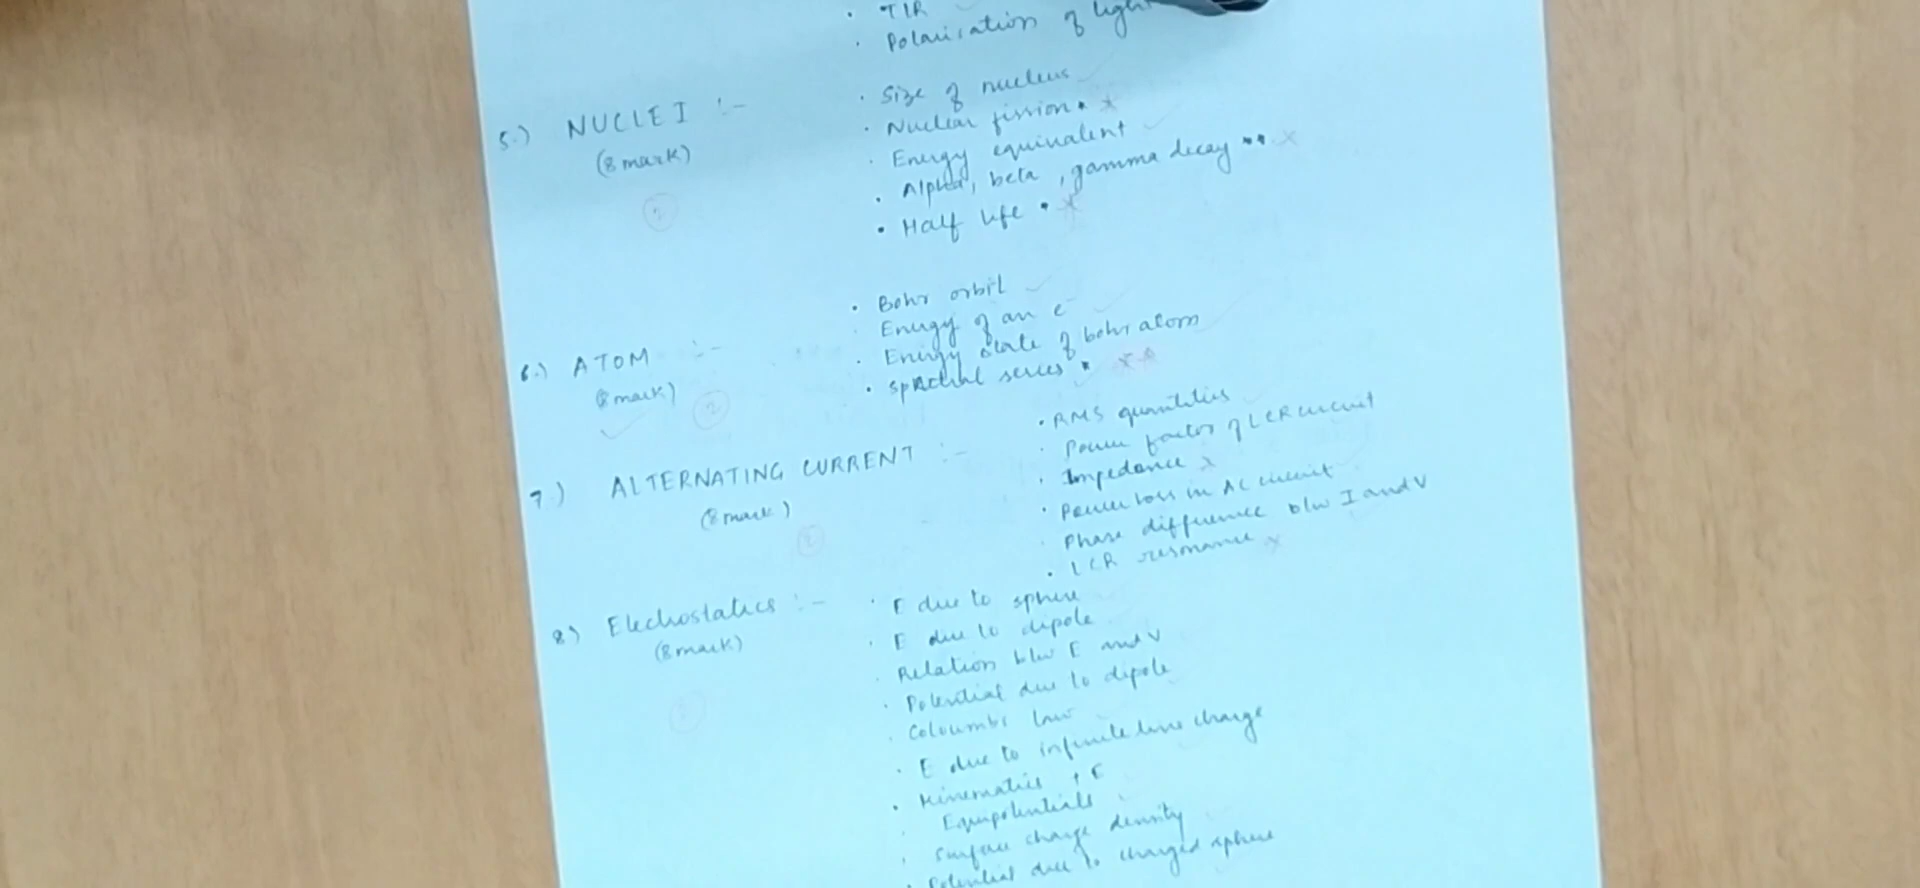 • TIR
• Polarisation of light
5.) NUCLEI :-
(8 mark)
2
• Size of nucleus
• Nuclear fission
• Energy equivalent
• Alpha, beta, gamma decay
• Half life
6.) ATOM :-
(8 mark)
2
• Bohr orbit
• Energy of an e⁻
• Energy state of bohr atom
• spectral series
7.) ALTERNATING CURRENT :-
(8 mark)
• RMS quantities
• Power factor of LCR circuit
• Impedance
• Power loss in AC circuit
• Phase difference b/w I and V
• LCR resonance
8) Electrostatics :-
(8 mark)
• E due to sphere
• E due to dipole
• Relation b/w E and V
• Potential due to dipole
• Coloumbs law
• E due to infinite line charge
• Kinematics + E
• Equipotentials
• Surface charge density
• Potential due to charged sphere